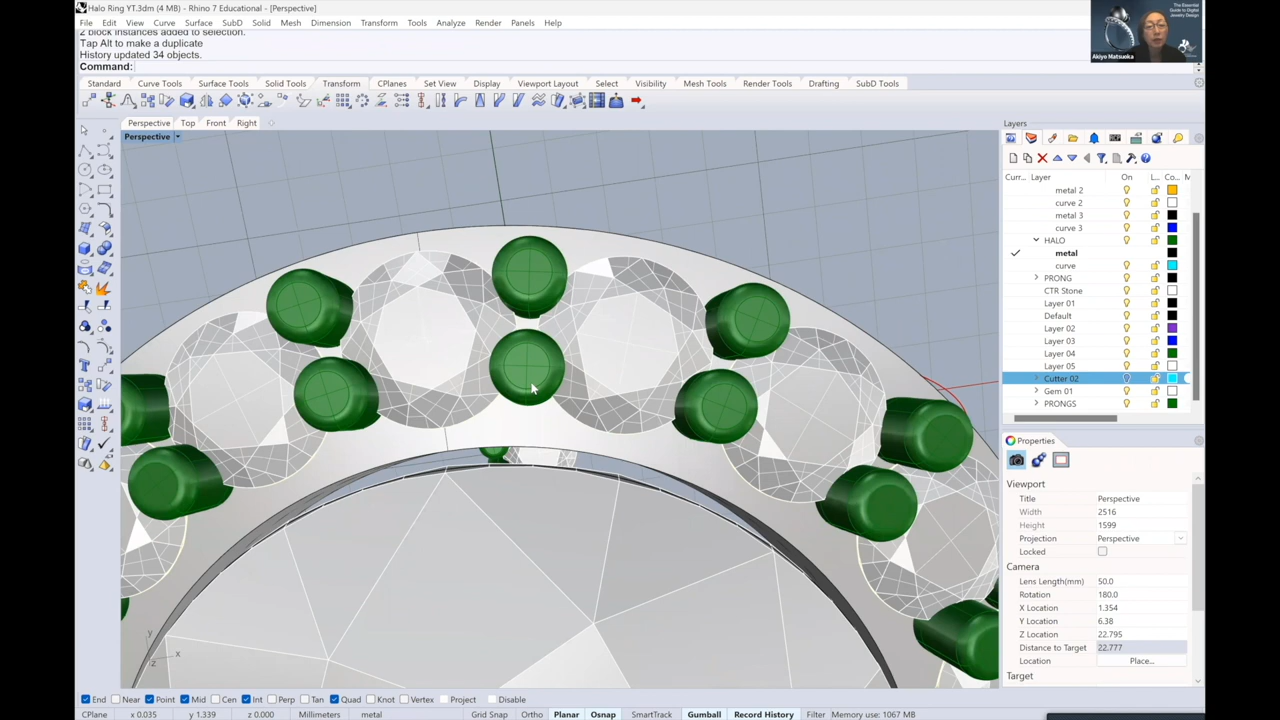 Halo Ring YT.3dm (4 MB) - Rhino 7 Educational - [Perspective]
File Edit View Curve Surface SubD Solid Mesh Dimension Transform Tools Analyze Render Panels Help
2 block instances added to selection.
Tap Alt to make a duplicate
History updated 34 objects.
Command:
The Essential
Guide to Digital
Jewelry Design
Akiyo Matsuoka
Standard Curve Tools Surface Tools Solid Tools Transform CPlanes Set View Display Viewport Layout Select Visibility Mesh Tools Render Tools Drafting SubD Tools
Perspective Top Front Right
Perspective
Layers
Curr... Layer On L... Co... M
metal 2
curve 2
metal 3
curve 3
HALO
metal
curve
PRONG
CTR Stone
Layer 01
Default
Layer 02
Layer 03
Layer 04
Layer 05
Cutter 02
Gem 01
PRONGS
Properties
Viewport
Title Perspective
Width 2516
Height 1599
Projection Perspective
Locked
Camera
Lens Length(mm) 50.0
Rotation 180.0
X Location 1.354
Y Location 6.38
Z Location 22.795
Distance to Target 22.777
Location Place...
Target
y
z x
End Near Point Mid Cen Int Perp Tan Quad Knot Vertex Project Disable
CPlane x 0.035 y 1.339 z 0.000 Millimeters metal Grid Snap Ortho Planar Osnap SmartTrack Gumball Record History Filter Memory use: 1067 MB